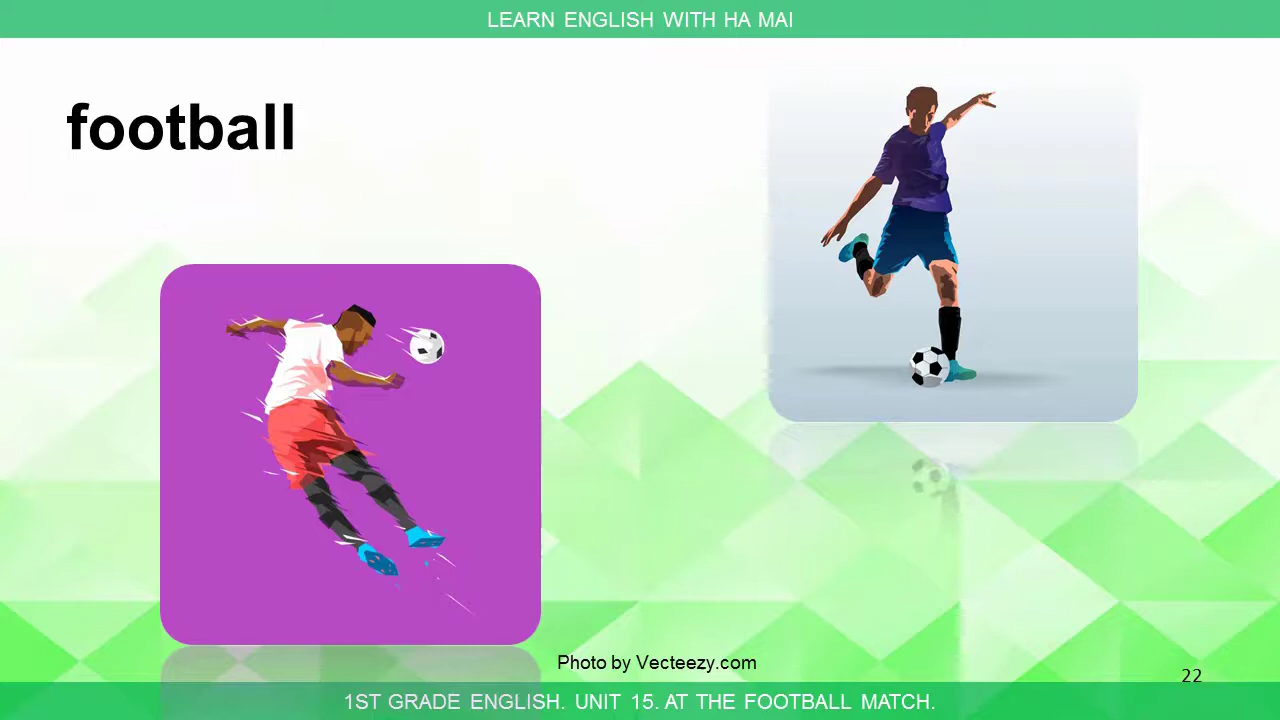 LEARN ENGLISH WITH HA MAI
football
Photo by Vecteezy.com
22
1ST GRADE ENGLISH. UNIT 15. AT THE FOOTBALL MATCH.